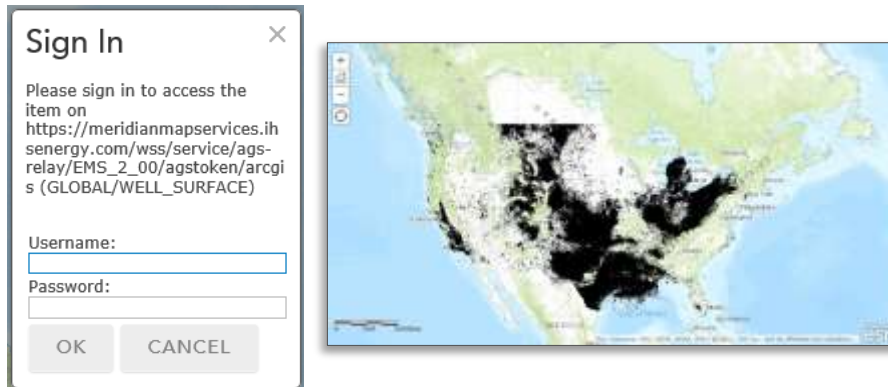 Sign In
Please sign in to access the
item on
https://meridianmapservices.ih
senergy.com/wss/service/ags-
relay/EMS_2_00/agstoken/arcgi
s (GLOBAL/WELL_SURFACE)
Username:
Password:
OK
CANCEL